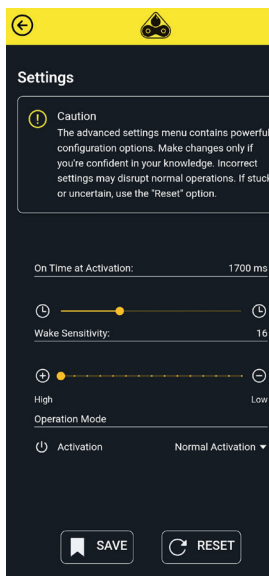 Settings
Caution
The advanced settings menu contains powerful
configuration options. Make changes only if
you're confident in your knowledge. Incorrect
settings may disrupt normal operations. If stuck
or uncertain, use the "Reset" option.
On Time at Activation: 1700 ms
Wake Sensitivity: 16
High Low
Operation Mode
Activation Normal Activation
SAVE RESET